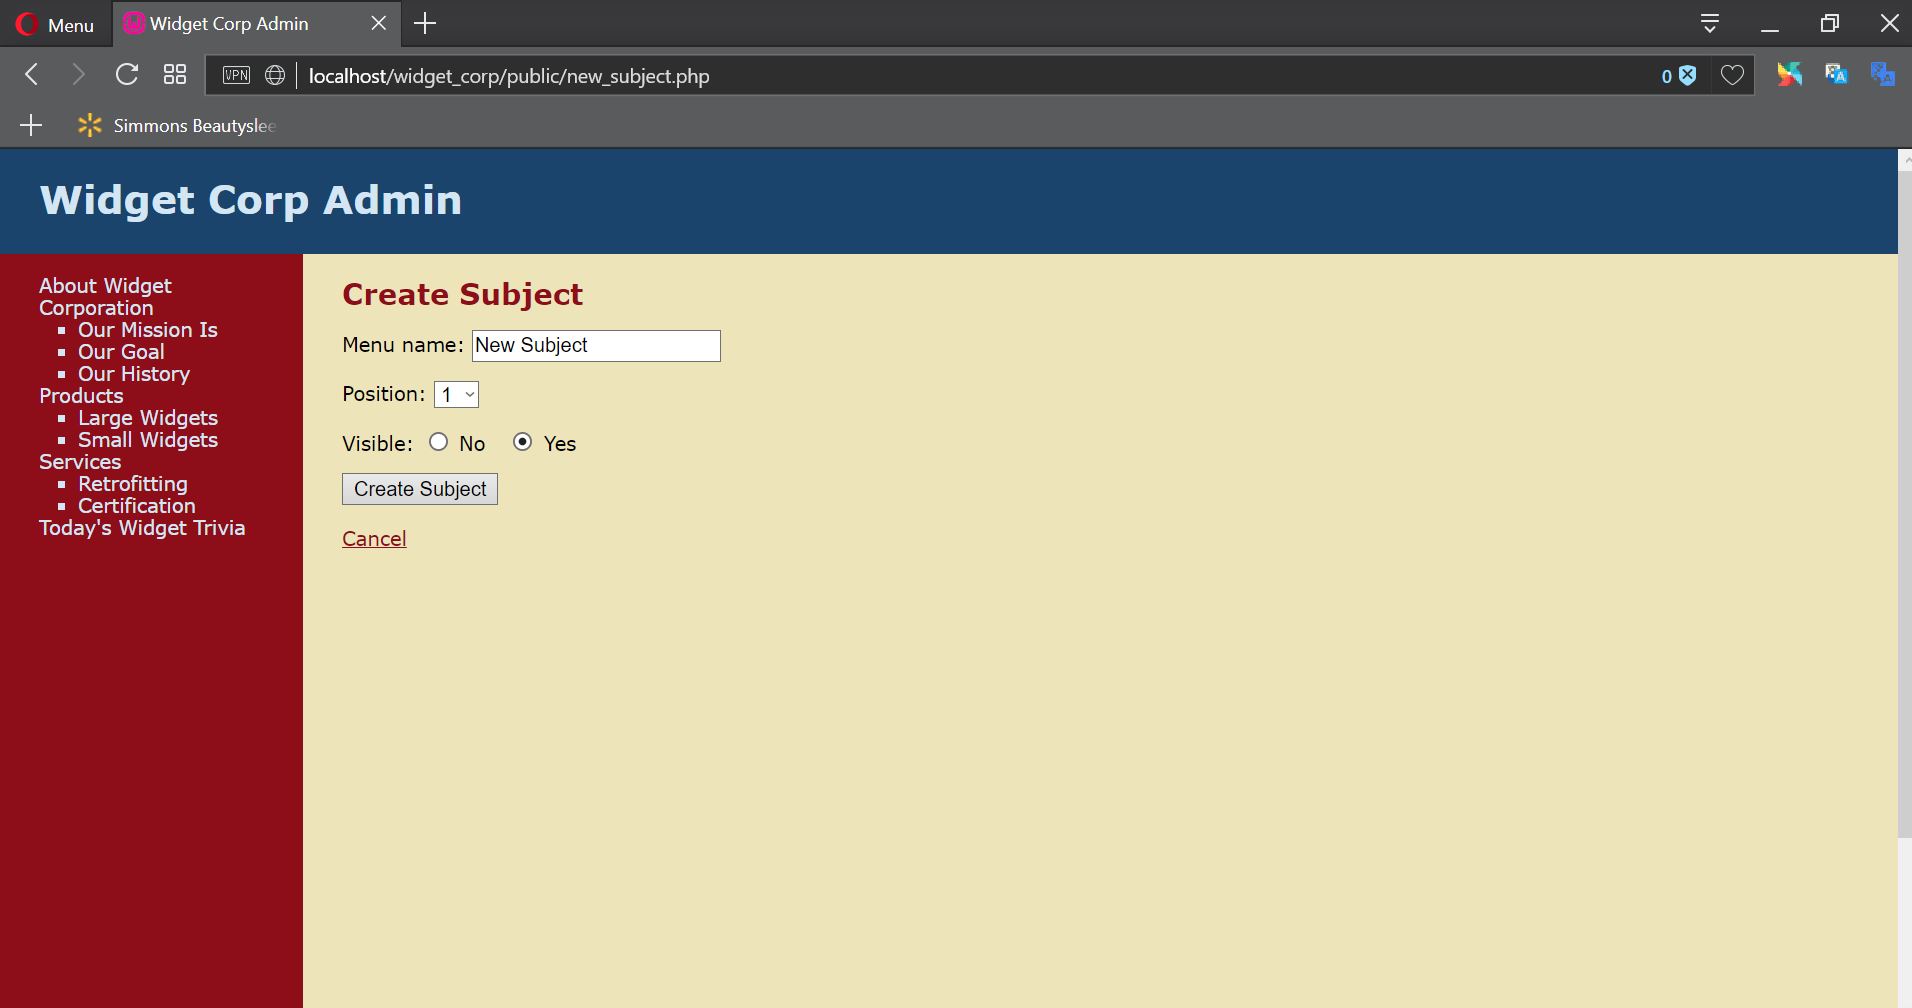 Menu
Widget Corp Admin
VPN
localhost/widget_corp/public/new_subject.php
0
Simmons Beautyslee
Widget Corp Admin
About Widget
Corporation
Our Mission Is
Our Goal
Our History
Products
Large Widgets
Small Widgets
Services
Retrofitting
Certification
Today's Widget Trivia
Create Subject
Menu name: New Subject
Position: 1
Visible: No Yes
Create Subject
Cancel